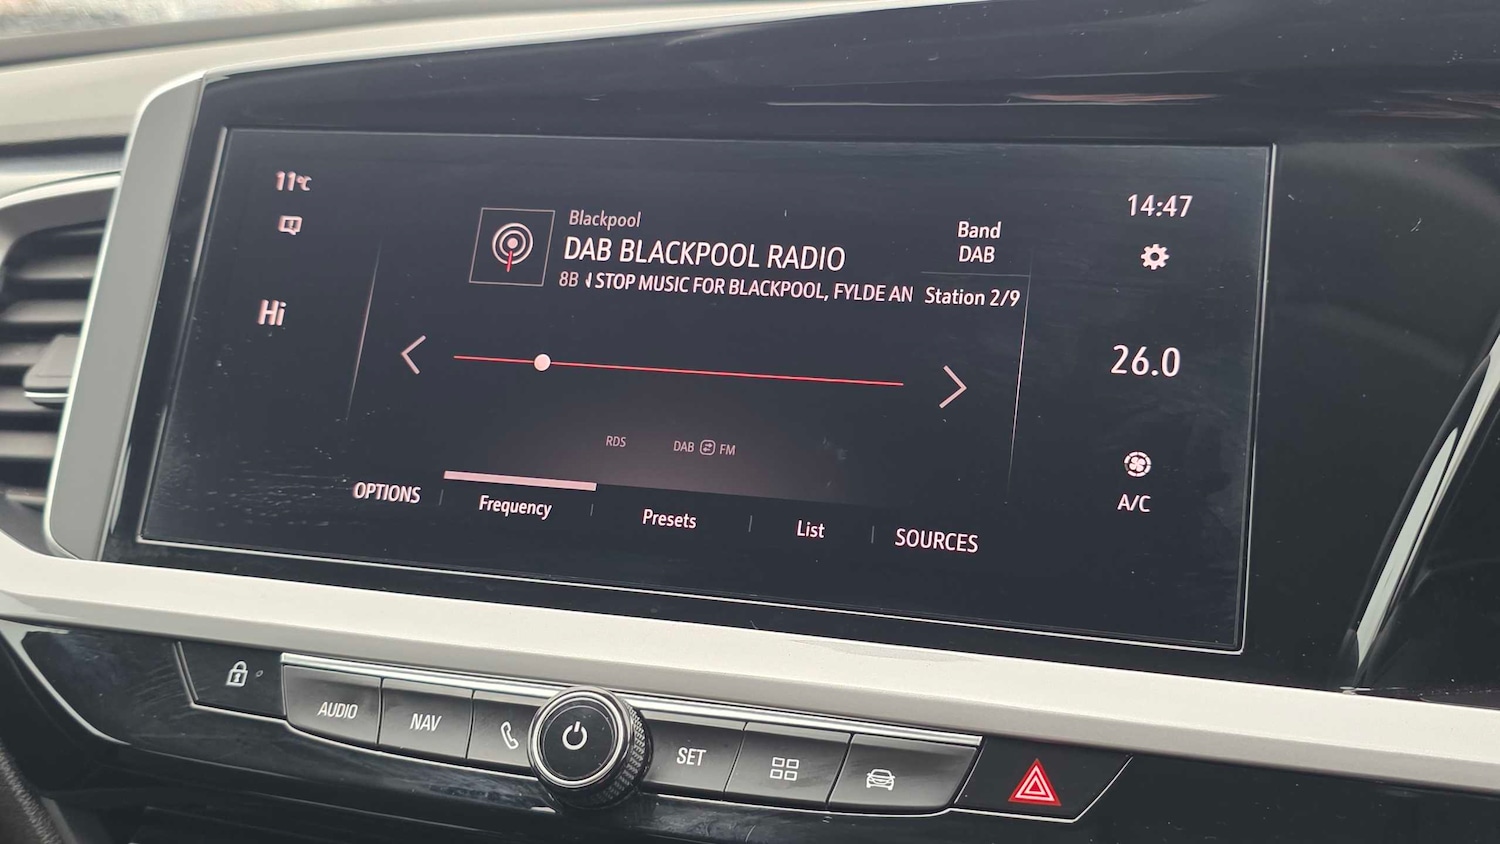 11°C
Hi
Blackpool
DAB BLACKPOOL RADIO
8B N STOP MUSIC FOR BLACKPOOL, FYLDE AN
Band
DAB
Station 2/9
14:47
26.0
A/C
RDS
DAB FM
OPTIONS
Frequency
Presets
List
SOURCES
AUDIO
NAV
SET